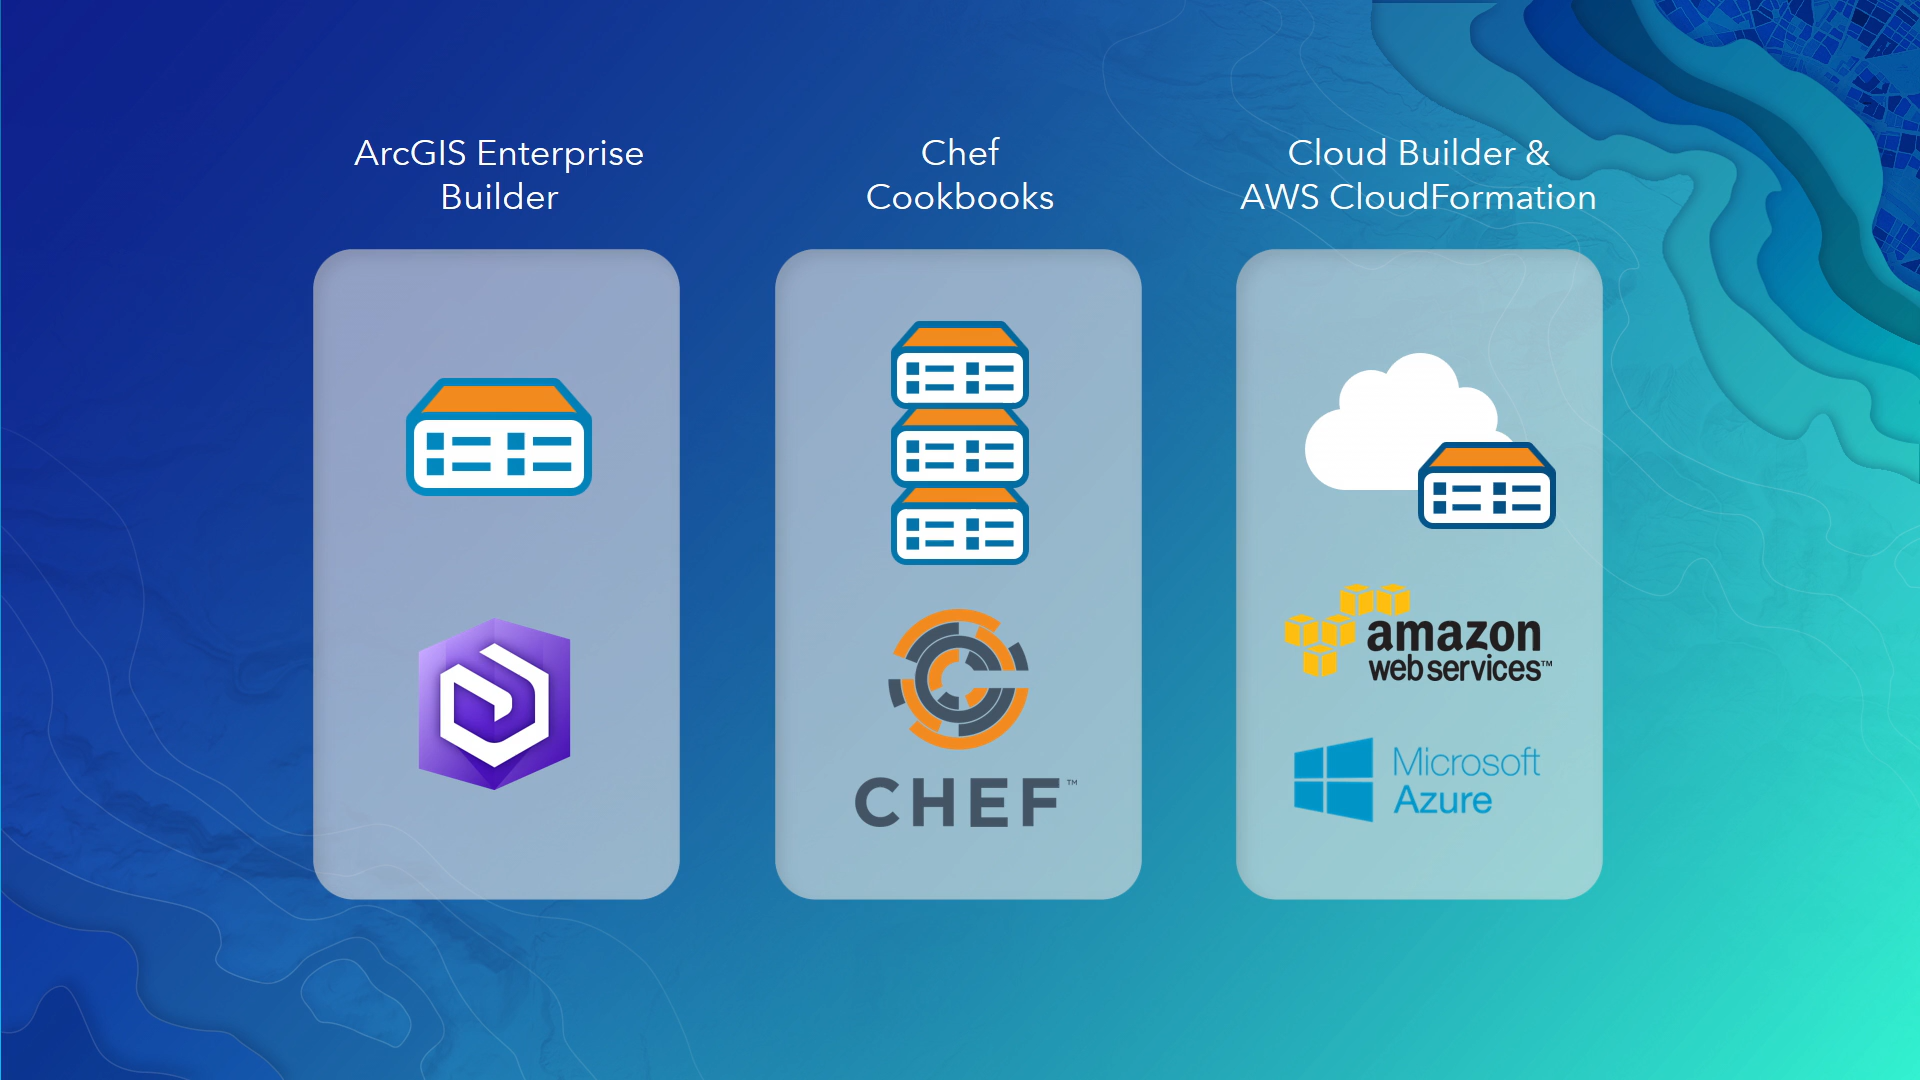 ArcGIS Enterprise
Builder
Chef
Cookbooks
Cloud Builder &
AWS CloudFormation
CHEF™
amazon
web services™
Microsoft
Azure